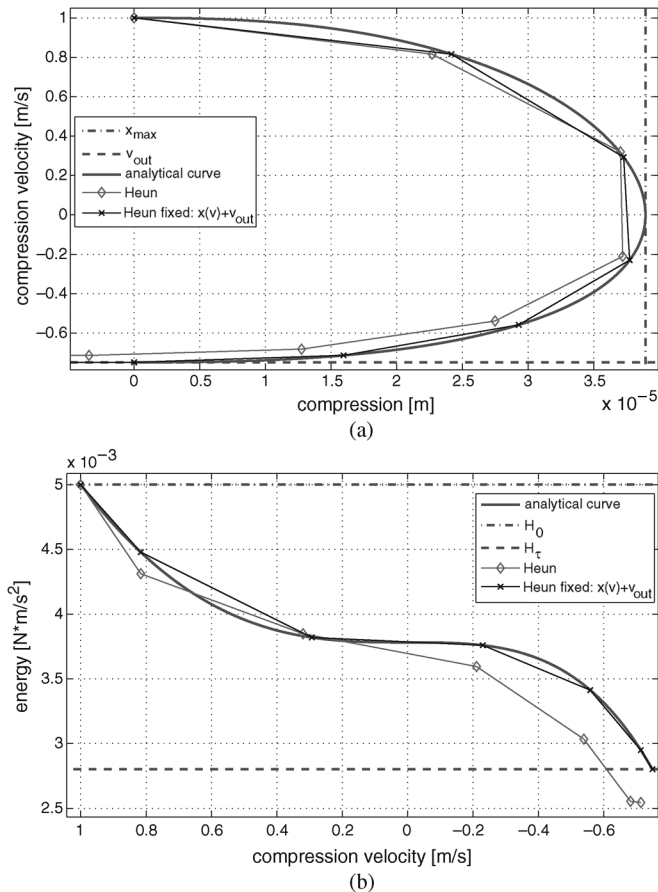 1
0.8
0.6
0.4
0.2
0
−0.2
−0.4
−0.6
compression velocity [m/s]
x_max
v_out
analytical curve
Heun
Heun fixed: x(v)+v_out
0 0.5 1 1.5 2 2.5 3 3.5
compression [m]
x 10^−5
(a)
x 10^−3
5
4.5
4
3.5
3
2.5
energy [N*m/s^2]
analytical curve
H_0
H_τ
Heun
Heun fixed: x(v)+v_out
1 0.8 0.6 0.4 0.2 0 −0.2 −0.4 −0.6
compression velocity [m/s]
(b)